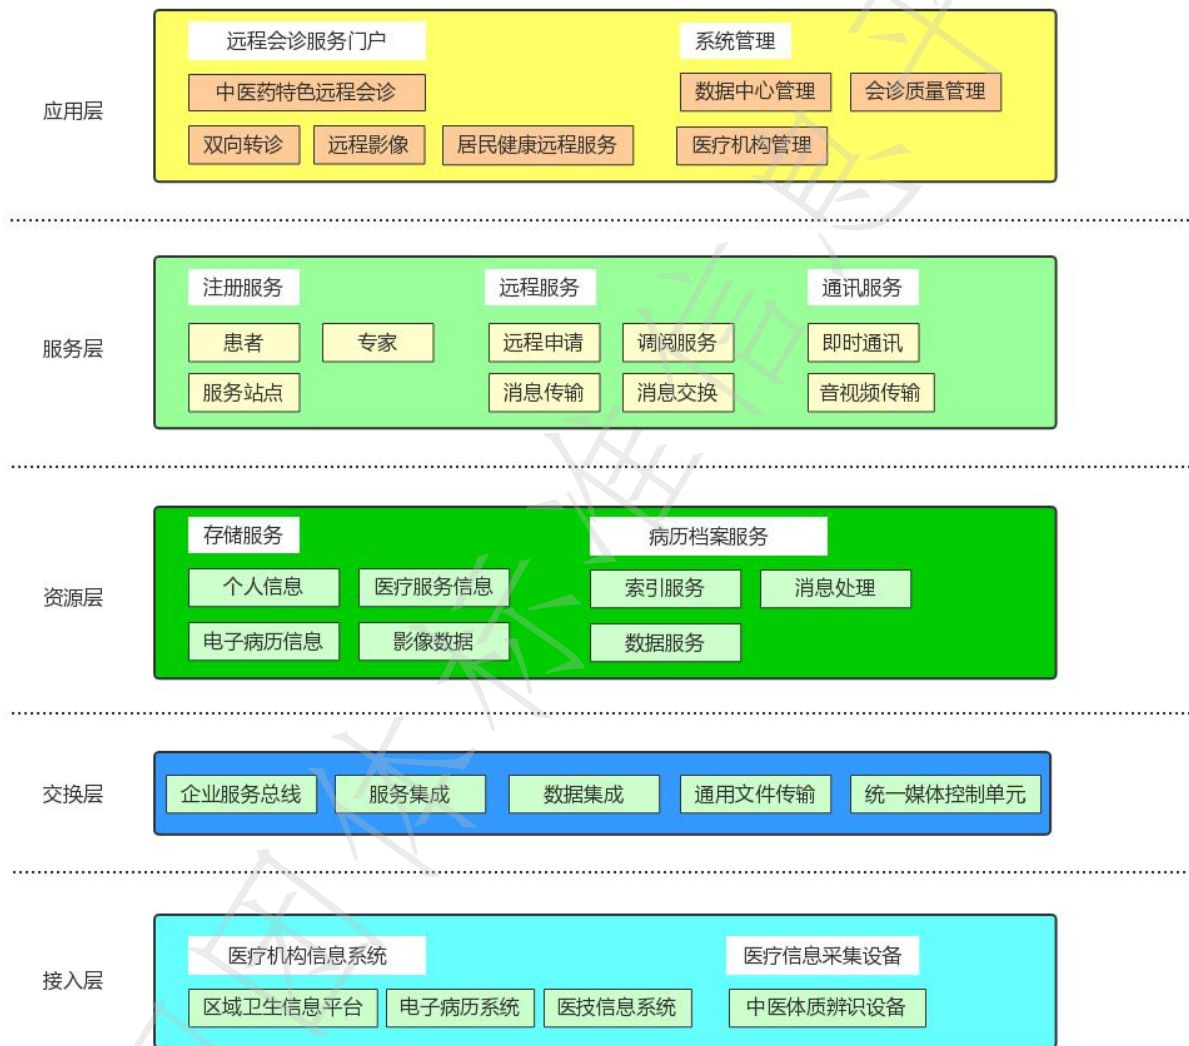 远程会诊服务门户 系统管理
中医药特色远程会诊 数据中心管理 会诊质量管理
应用层
双向转诊 远程影像 居民健康远程服务 医疗机构管理
注册服务 远程服务 通讯服务
患者 专家 远程申请 调阅服务 即时通讯
服务层
服务站点 消息传输 消息交换 音视频传输
存储服务 病历档案服务
个人信息 医疗服务信息 索引服务 消息处理
资源层
电子病历信息 影像数据 数据服务
交换层 企业服务总线 服务集成 数据集成 通用文件传输 统一媒体控制单元
医疗机构信息系统 医疗信息采集设备
接入层
区域卫生信息平台 电子病历系统 医技信息系统 中医体质辨识设备